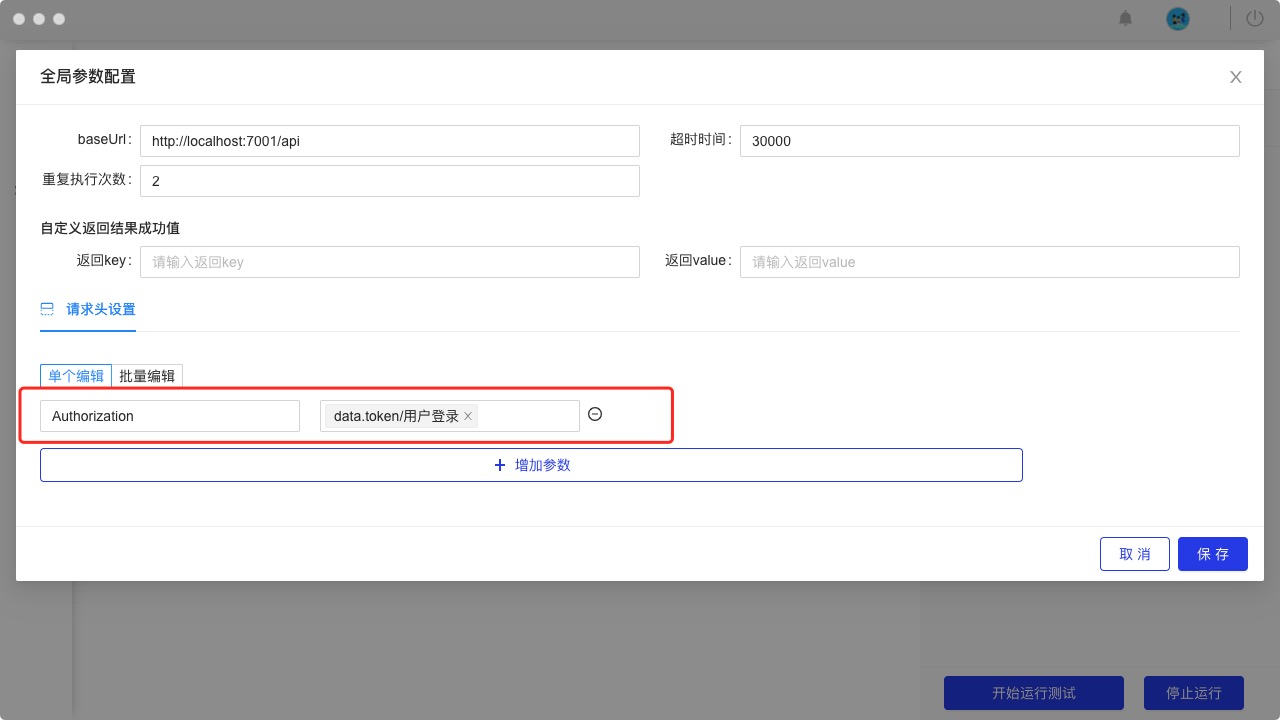 全局参数配置
baseUrl: http://localhost:7001/api 超时时间: 30000
重复执行次数: 2
自定义返回结果成功值
返回key: 请输入返回key 返回value: 请输入返回value
请求头设置
单个编辑 批量编辑
Authorization data.token/用户登录
增加参数
取 消 保 存
开始运行测试 停止运行